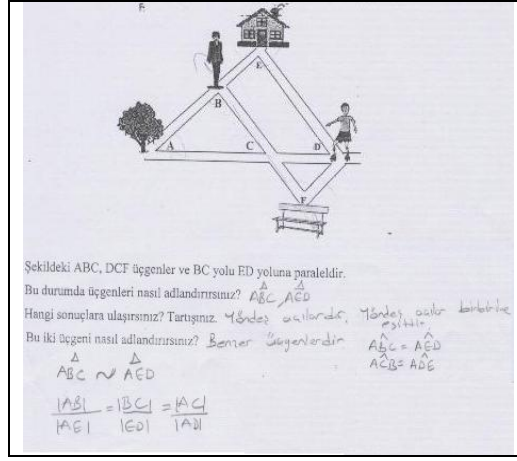 F.
E
B
A
C
D
F
Şekildeki ABC, DCF üçgenler ve BC yolu ED yoluna paraleldir.
Bu durumda üçgenleri nasıl adlandırırsınız? ABC, AED
Hangi sonuçlara ulaşırsınız? Tartışınız. Yöndeş açılardır. Yöndeş açılar birbirine eşittir.
Bu iki üçgeni nasıl adlandırırsınız? Benzer üçgenlerdir
ABC = AED
ACB = ADE
ABC ~ AED
|AB| / |AE| = |BC| / |ED| = |AC| / |AD|